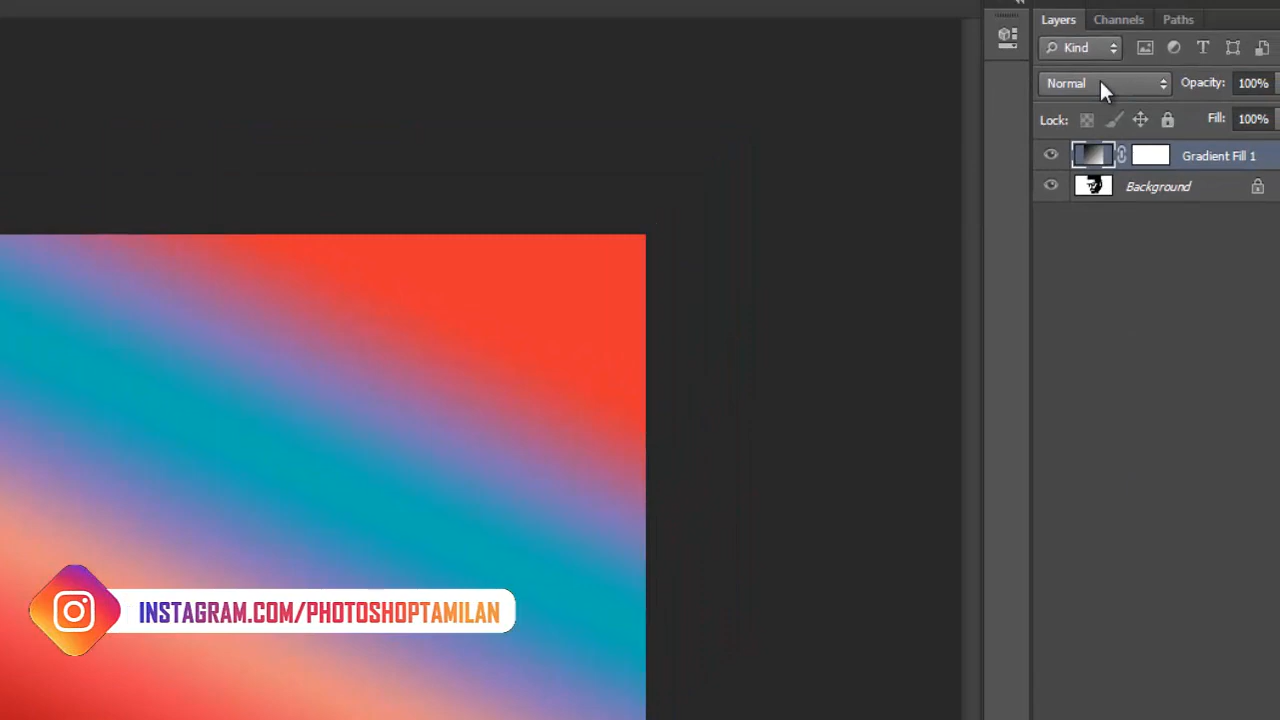 Layers Channels Paths
Kind
Normal Opacity: 100%
Lock: Fill: 100%
Gradient Fill 1
Background
INSTAGRAM.COM/PHOTOSHOPTAMILAN